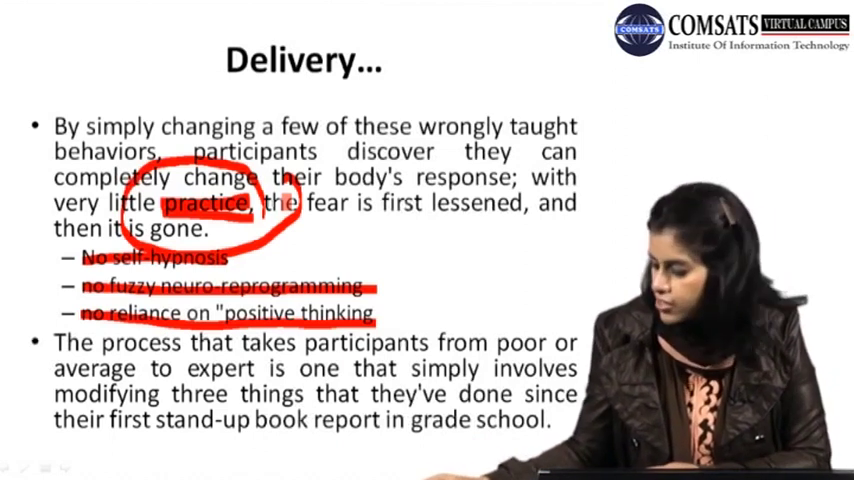 COMSATS
COMSATS VIRTUAL CAMPUS
Institute Of Information Technology
Delivery...
• By simply changing a few of these wrongly taught
behaviors, participants discover they can
completely change their body's response; with
very little practice, the fear is first lessened, and
then it is gone.
– No self-hypnosis
– no fuzzy neuro-reprogramming
– no reliance on "positive thinking
• The process that takes participants from poor or
average to expert is one that simply involves
modifying three things that they've done since
their first stand-up book report in grade school.